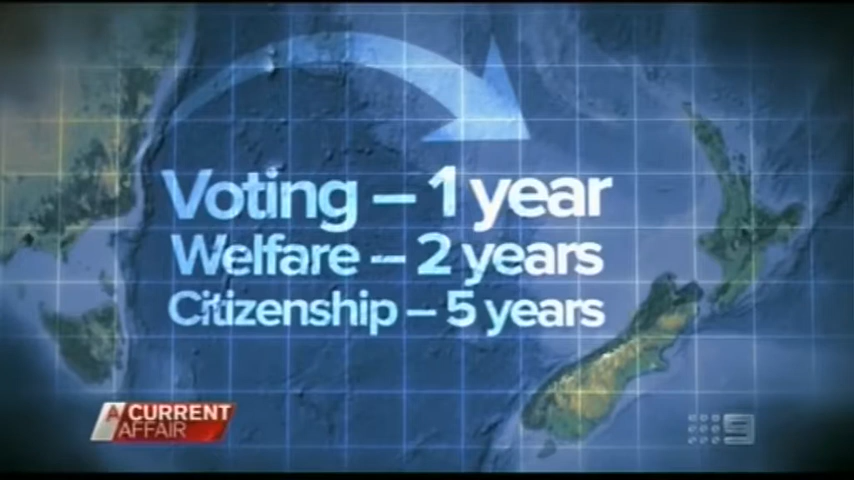 Voting – 1 year
Welfare – 2 years
Citizenship – 5 years
A CURRENT
AFFAIR
9